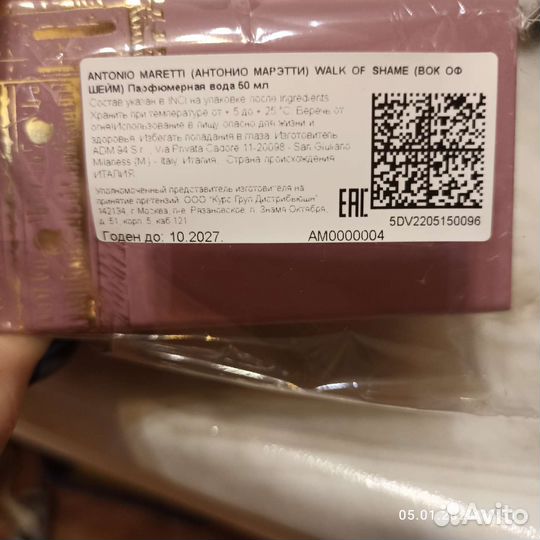 ANTONIO MARETTI (АНТОНИО МАРЭТТИ) WALK OF SHAME (ВОК ОФ
ШЕЙМ) Парфюмерная вода 50 мл
Состав указан в INCI на упаковке после Ingredients
Хранить при температуре от + 5 до + 25 °С. Беречь от
огня!Использование в пищу опасно для жизни и
здоровья. Избегать попадания в глаза. Изготовитель
ADM 94 S.r. , Via Privata Cadore 11-20098 - San Giuliano
Milaness (M ) - Italy, Италия. Страна происхождения
ИТАЛИЯ
Уполномоченный представитель изготовителя на
принятие претензий: ООО "Курс Груп Дистрибьюшн"
142134, г Москва, п-е Рязановское, п. Знамя Октября,
д. 51, корп. 5, каб.121
Годен до: 10.2027.
AM0000004
EAC
5DV2205150096
05.01
Avito